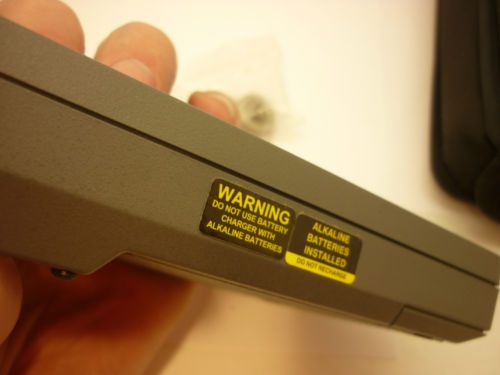 WARNING
DO NOT USE BATTERY
CHARGER WITH
ALKALINE BATTERIES
ALKALINE
BATTERIES
INSTALLED
DO NOT RECHARGE